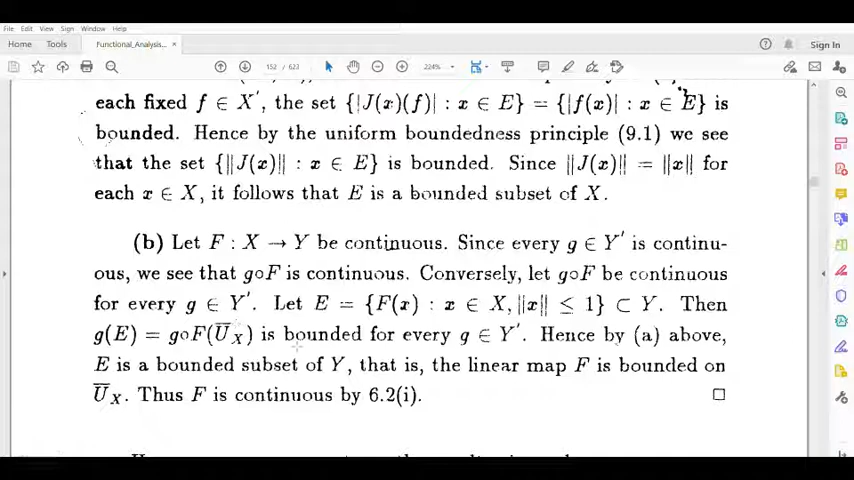 File Edit View Sign Window Help
Home Tools Functional_Analysis... × Sign In
152 / 623 224%
each fixed f ∈ X′, the set {|J(x)(f)| : x ∈ E} = {|f(x)| : x ∈ E} is
bounded. Hence by the uniform boundedness principle (9.1) we see
that the set {‖J(x)‖ : x ∈ E} is bounded. Since ‖J(x)‖ = ‖x‖ for
each x ∈ X, it follows that E is a bounded subset of X.
(b) Let F : X → Y be continuous. Since every g ∈ Y′ is continu-
ous, we see that g∘F is continuous. Conversely, let g∘F be continuous
for every g ∈ Y′. Let E = {F(x) : x ∈ X, ‖x‖ ≤ 1} ⊂ Y. Then
g(E) = g∘F(U̅_X) is bounded for every g ∈ Y′. Hence by (a) above,
E is a bounded subset of Y, that is, the linear map F is bounded on
U̅_X. Thus F is continuous by 6.2(i). □